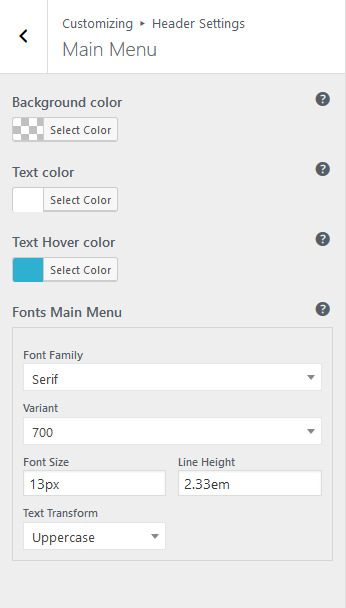 Customizing ▸ Header Settings
Main Menu
Background color
Select Color
Text color
Select Color
Text Hover color
Select Color
Fonts Main Menu
Font Family
Serif
Variant
700
Font Size Line Height
13px 2.33em
Text Transform
Uppercase